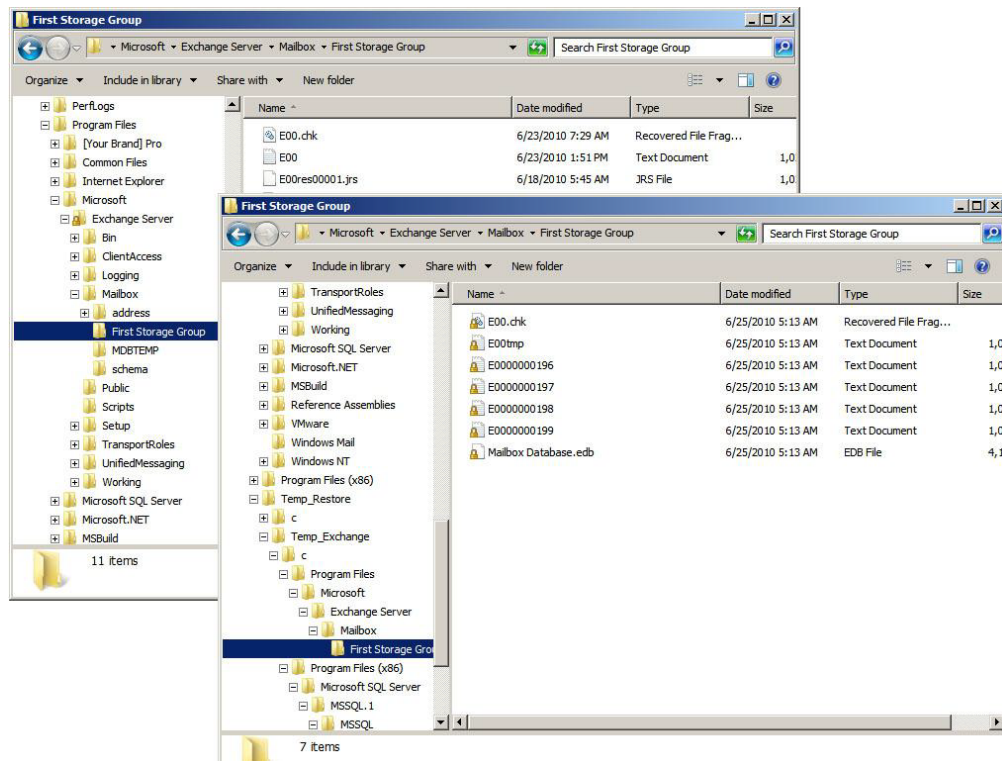 First Storage Group
Microsoft Exchange Server Mailbox First Storage Group Search First Storage Group
Organize Include in library Share with New folder
PerfLogs
Program Files
[Your Brand] Pro
Common Files
Internet Explorer
Microsoft
Exchange Server
Bin
ClientAccess
Logging
Mailbox
address
First Storage Group
MDBTEMP
schema
Public
Scripts
Setup
TransportRoles
UnifiedMessaging
Working
Microsoft SQL Server
Microsoft.NET
MSBuild
11 items
Name Date modified Type Size
E00.chk 6/23/2010 7:29 AM Recovered File Frag...
E00 6/23/2010 1:51 PM Text Document 1,0
E00res00001.jrs 6/18/2010 5:45 AM JRS File 1,0
First Storage Group
Microsoft Exchange Server Mailbox First Storage Group Search First Storage Group
Organize Include in library Share with New folder
TransportRoles
UnifiedMessaging
Working
Microsoft SQL Server
Microsoft.NET
MSBuild
Reference Assemblies
VMware
Windows Mail
Windows NT
Program Files (x86)
Temp_Restore
c
Temp_Exchange
c
Program Files
Microsoft
Exchange Server
Mailbox
First Storage Gro
Program Files (x86)
Microsoft SQL Server
MSSQL.1
MSSQL
7 items
Name Date modified Type Size
E00.chk 6/25/2010 5:13 AM Recovered File Frag...
E00tmp 6/25/2010 5:13 AM Text Document 1,0
E0000000196 6/25/2010 5:13 AM Text Document 1,0
E0000000197 6/25/2010 5:13 AM Text Document 1,0
E0000000198 6/25/2010 5:13 AM Text Document 1,0
E0000000199 6/25/2010 5:13 AM Text Document 1,0
Mailbox Database.edb 6/25/2010 5:13 AM EDB File 4,1